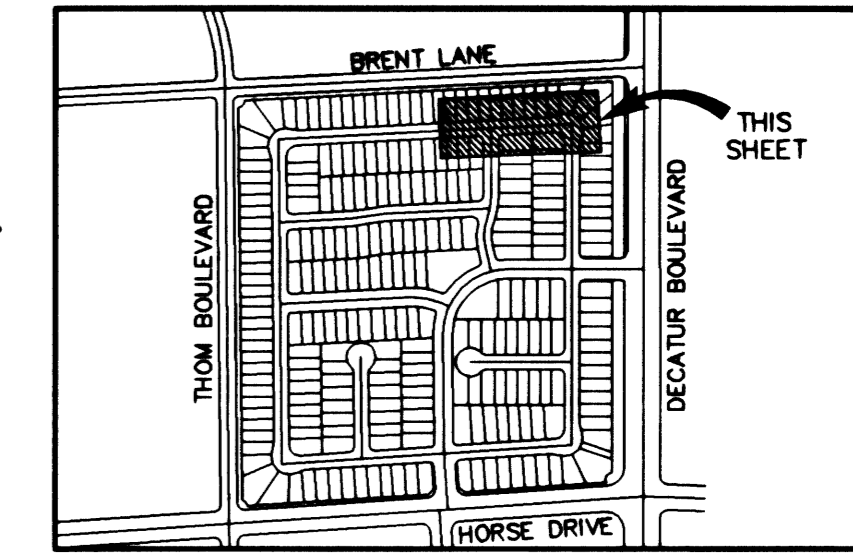 BRENT LANE
THIS
SHEET
THOM BOULEVARD
DECATUR BOULEVARD
HORSE DRIVE